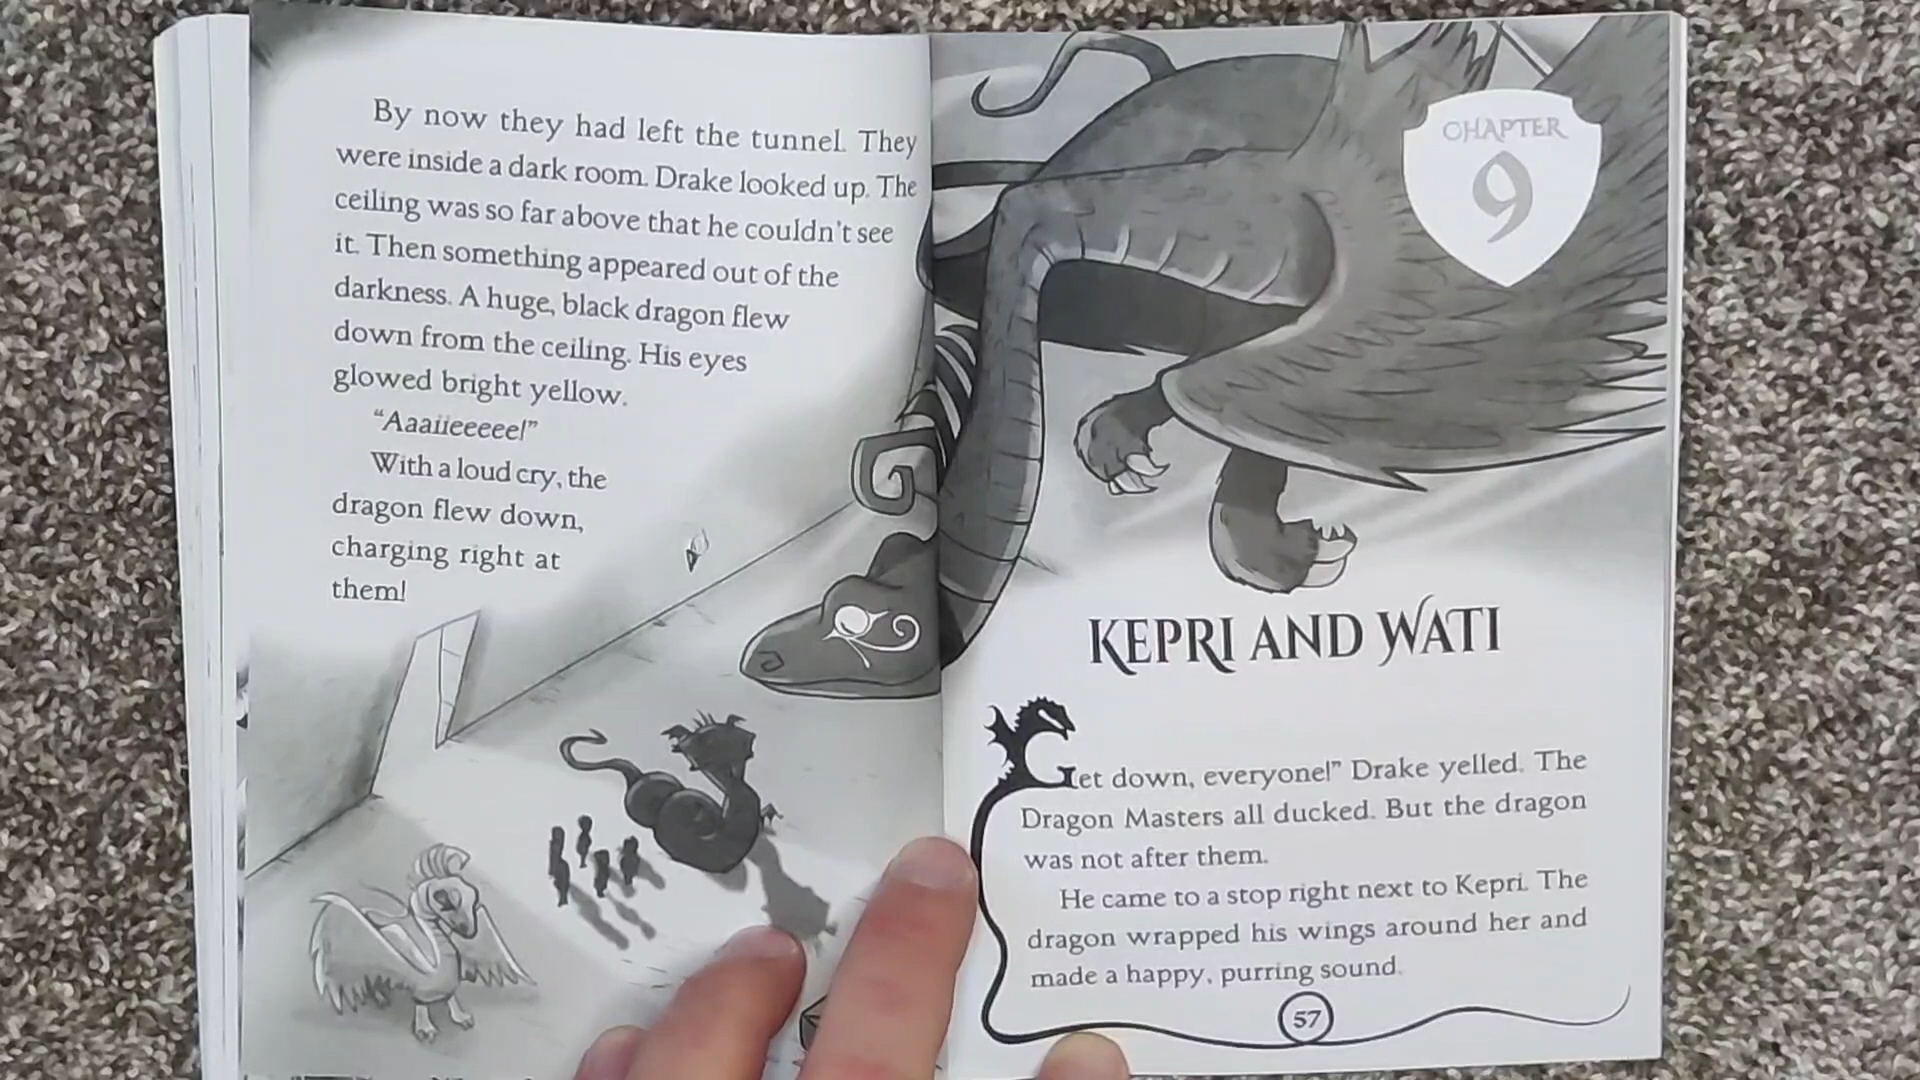 By now they had left the tunnel. They
were inside a dark room. Drake looked up. The
ceiling was so far above that he couldn't see
it. Then something appeared out of the
darkness. A huge, black dragon flew
down from the ceiling. His eyes
glowed bright yellow.
“Aaaiieeeee!”
With a loud cry, the
dragon flew down,
charging right at
them!
CHAPTER
9
KEPRI AND WATI
Get down, everyone!” Drake yelled. The
Dragon Masters all ducked. But the dragon
was not after them.
He came to a stop right next to Kepri. The
dragon wrapped his wings around her and
made a happy, purring sound.
57